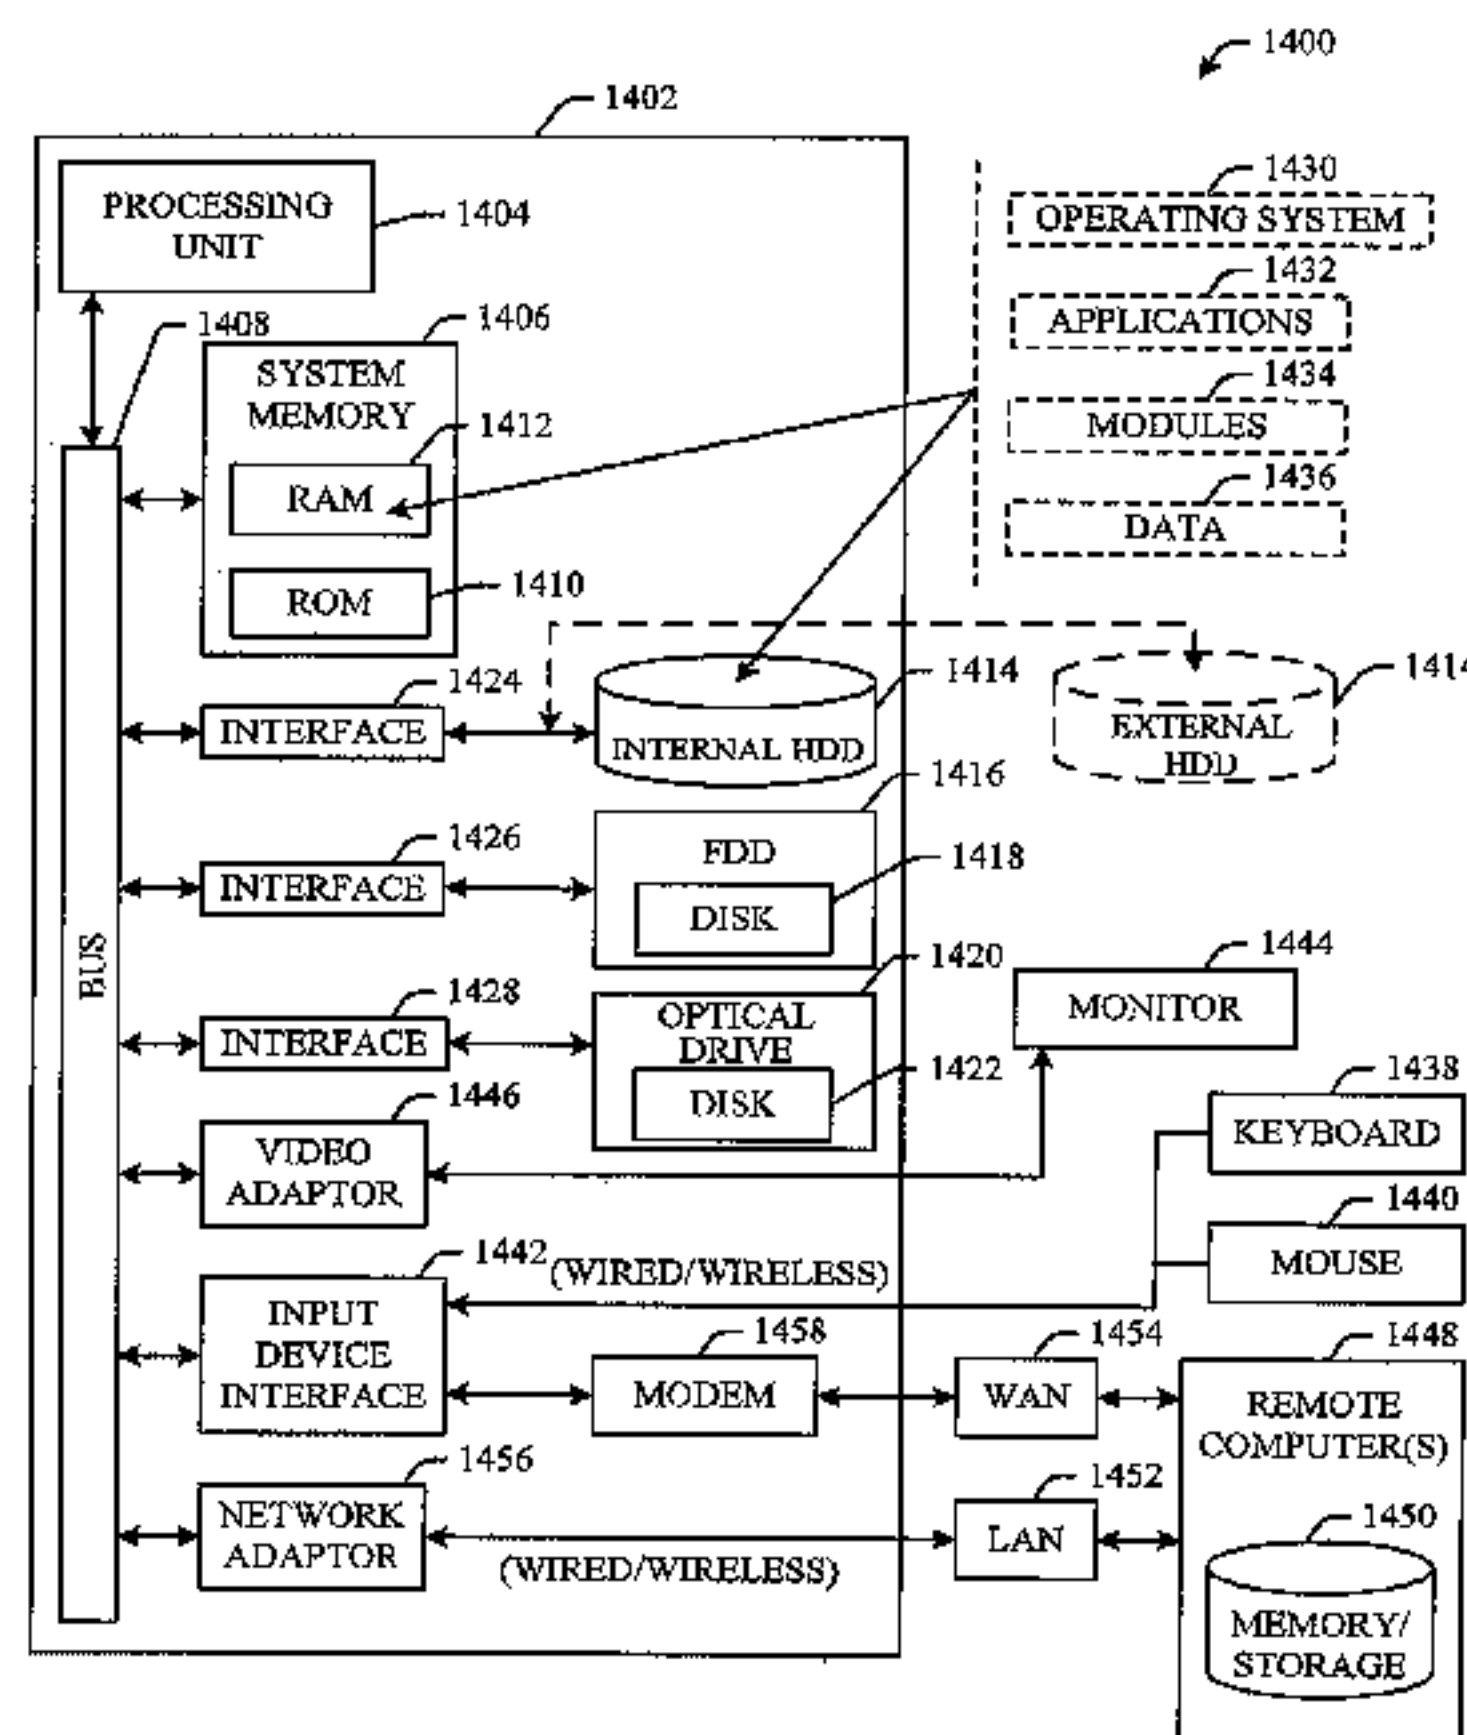 1400
1402
PROCESSING
UNIT
1404
1430
OPERATING SYSTEM
1432
APPLICATIONS
1434
MODULES
1436
DATA
1408
1406
SYSTEM
MEMORY
1412
RAM
1410
ROM
BUS
1424
INTERFACE
1414
INTERNAL HDD
1414
EXTERNAL
HDD
1426
INTERFACE
1416
FDD
1418
DISK
1428
INTERFACE
1420
OPTICAL
DRIVE
1422
DISK
1444
MONITOR
1446
VIDEO
ADAPTOR
1438
KEYBOARD
1440
MOUSE
1442
(WIRED/WIRELESS)
INPUT
DEVICE
INTERFACE
1458
MODEM
1454
WAN
1448
REMOTE
COMPUTER(S)
1456
NETWORK
ADAPTOR
(WIRED/WIRELESS)
1452
LAN
1450
MEMORY/
STORAGE